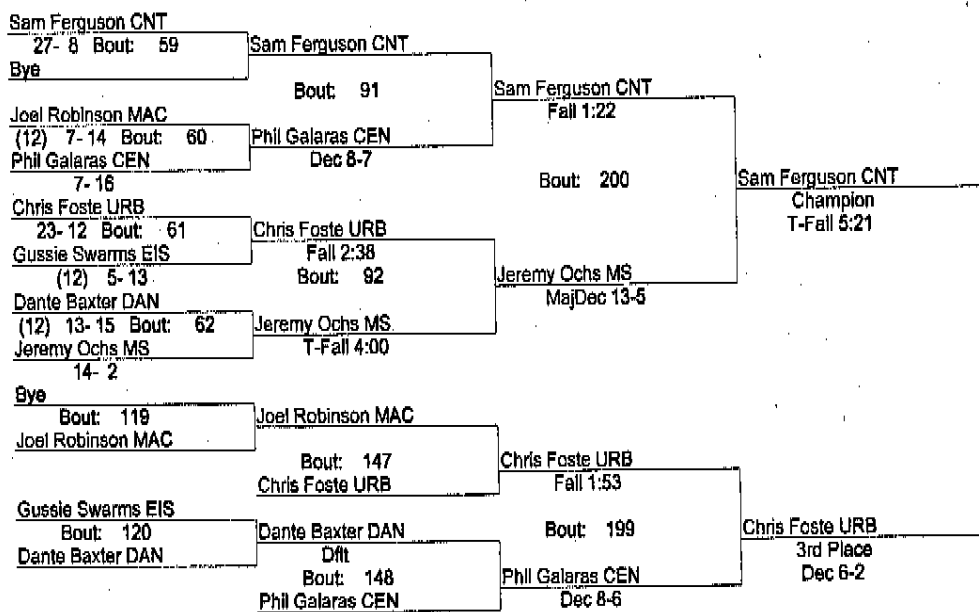 Sam Ferguson CNT
27- 8 Bout: 59
Bye
Sam Ferguson CNT
Bout: 91
Joel Robinson MAC
(12) 7- 14 Bout: 60
Phil Galaras CEN
7- 16
Phil Galaras CEN
Dec 8-7
Sam Ferguson CNT
Fall 1:22
Bout: 200
Chris Foste URB
23- 12 Bout: 61
Gussie Swarms EIS
(12) 5- 13
Chris Foste URB
Fall 2:38
Bout: 92
Dante Baxter DAN
(12) 13- 15 Bout: 62
Jeremy Ochs MS
14- 2
Jeremy Ochs MS
T-Fall 4:00
Jeremy Ochs MS
MajDec 13-5
Sam Ferguson CNT
Champion
T-Fall 5:21
Bye
Bout: 119
Joel Robinson MAC
Joel Robinson MAC
Bout: 147
Chris Foste URB
Chris Foste URB
Fall 1:53
Bout: 199
Gussie Swarms EIS
Bout: 120
Dante Baxter DAN
Dante Baxter DAN
Dflt
Bout: 148
Phil Galaras CEN
Phil Galaras CEN
Dec 8-6
Chris Foste URB
3rd Place
Dec 6-2